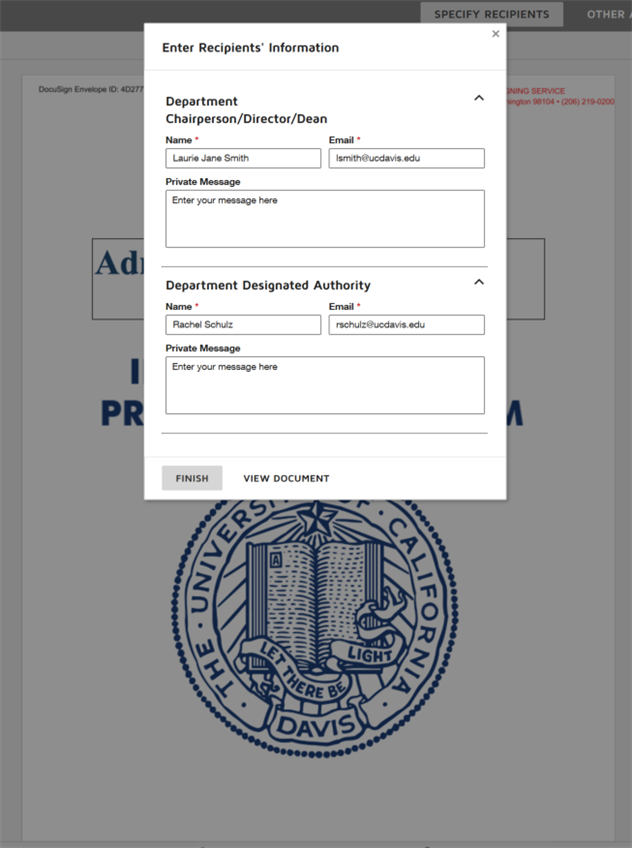 SPECIFY RECIPIENTS
OTHER
×
Enter Recipients' Information
DocuSign Envelope ID: 4D277
GNING SERVICE
hington 98104 • (206) 219-0200
Department
Chairperson/Director/Dean
Name * Email *
Laurie Jane Smith lsmith@ucdavis.edu
Private Message
Enter your message here
Adr
Department Designated Authority
Name * Email *
Rachel Schulz rschulz@ucdavis.edu
Private Message
Enter your message here
PR
FINISH VIEW DOCUMENT
THE · UNIVERSITY OF · CALIFORNIA ·
A
LET THERE BE LIGHT
DAVIS